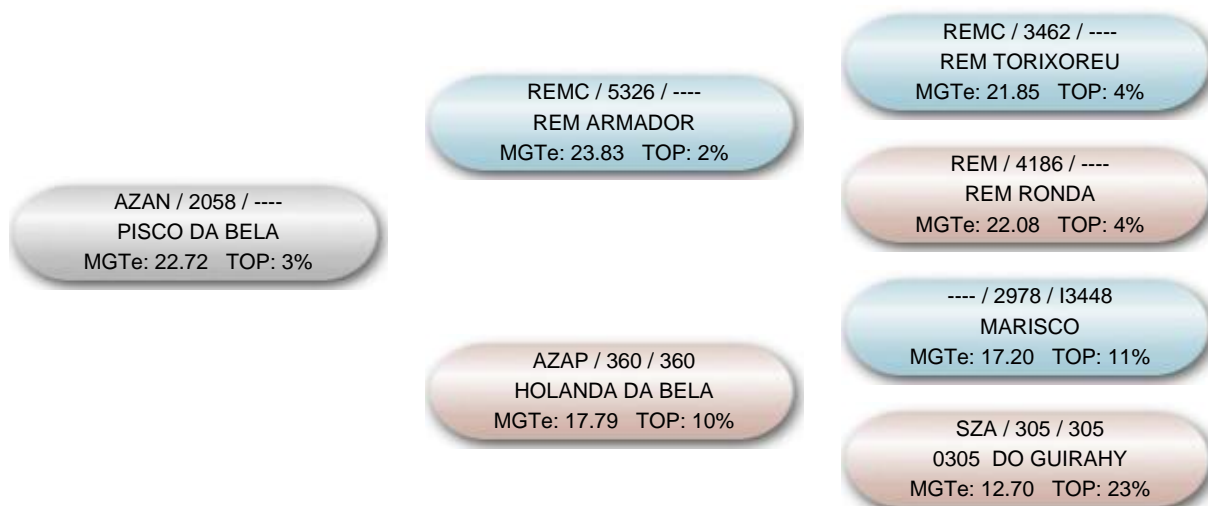 AZAN / 2058 / ----
PISCO DA BELA
MGTe: 22.72 TOP: 3%
REMC / 5326 / ----
REM ARMADOR
MGTe: 23.83 TOP: 2%
AZAP / 360 / 360
HOLANDA DA BELA
MGTe: 17.79 TOP: 10%
REMC / 3462 / ----
REM TORIXOREU
MGTe: 21.85 TOP: 4%
REM / 4186 / ----
REM RONDA
MGTe: 22.08 TOP: 4%
---- / 2978 / I3448
MARISCO
MGTe: 17.20 TOP: 11%
SZA / 305 / 305
0305 DO GUIRAHY
MGTe: 12.70 TOP: 23%